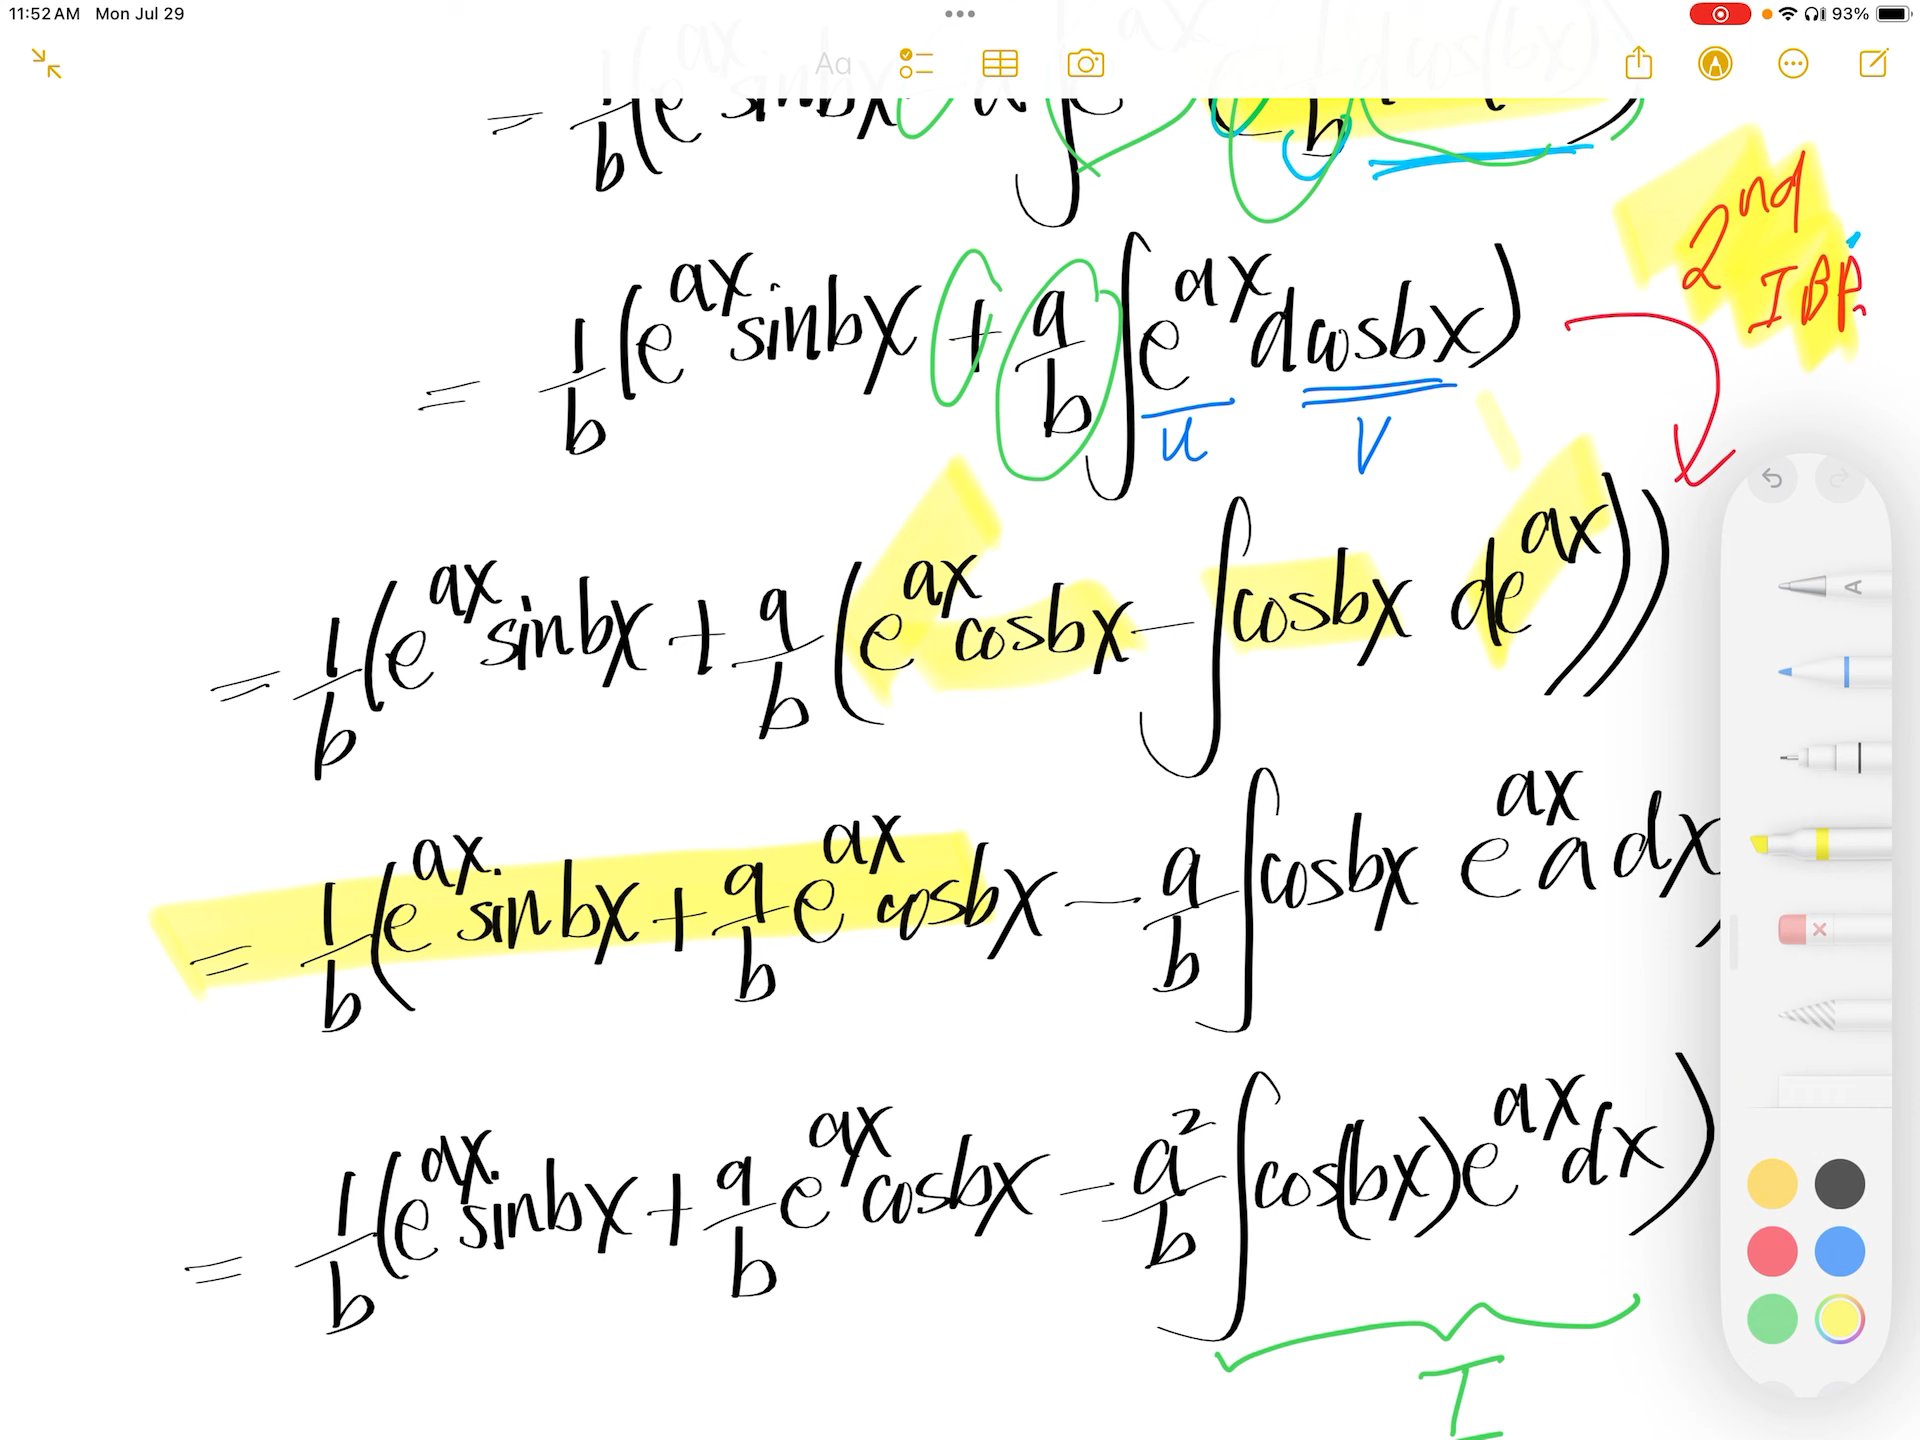 11:52 AM Mon Jul 29 93%
Aa
= 1/b (e sinbx
2nd IBP.
= 1/b (e^ax sinbx + a/b ∫ e^ax dcosbx)
u v
= 1/b (e^ax sinbx + a/b (e^ax cosbx - ∫ cosbx de^ax))
= 1/b (e^ax sinbx + a/b e^ax cosbx - a/b ∫ cosbx e^ax a dx)
= 1/b (e^ax sinbx + a/b e^ax cosbx - a²/b ∫ cos(bx) e^ax dx)
I
A